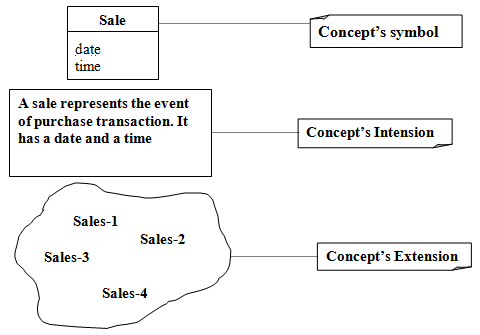 Sale
date
time
Concept's symbol
A sale represents the event
of purchase transaction. It
has a date and a time
Concept's Intension
Sales-1
Sales-2
Sales-3
Sales-4
Concept's Extension